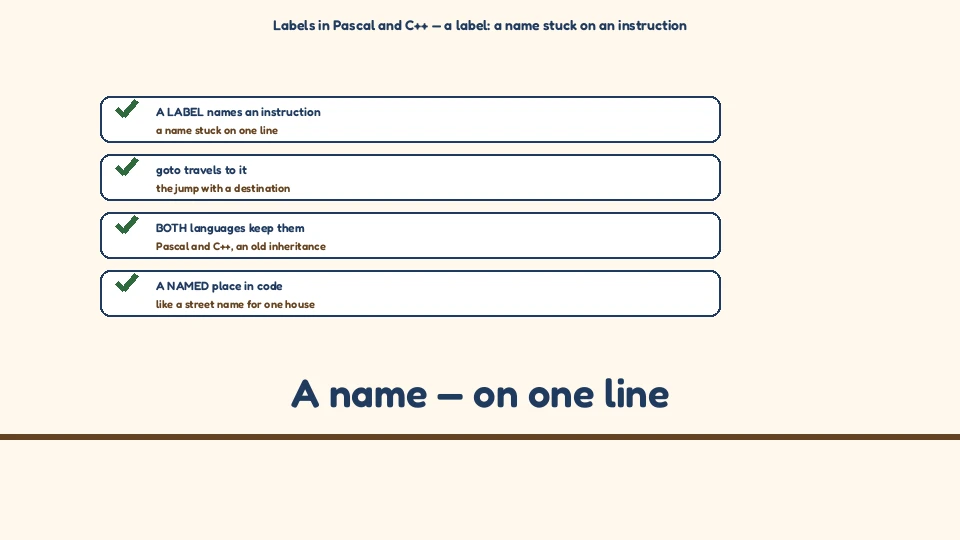 Labels in Pascal and C++ — a label: a name stuck on an instruction
A LABEL names an instruction
a name stuck on one line
goto travels to it
the jump with a destination
BOTH languages keep them
Pascal and C++, an old inheritance
A NAMED place in code
like a street name for one house
A name — on one line